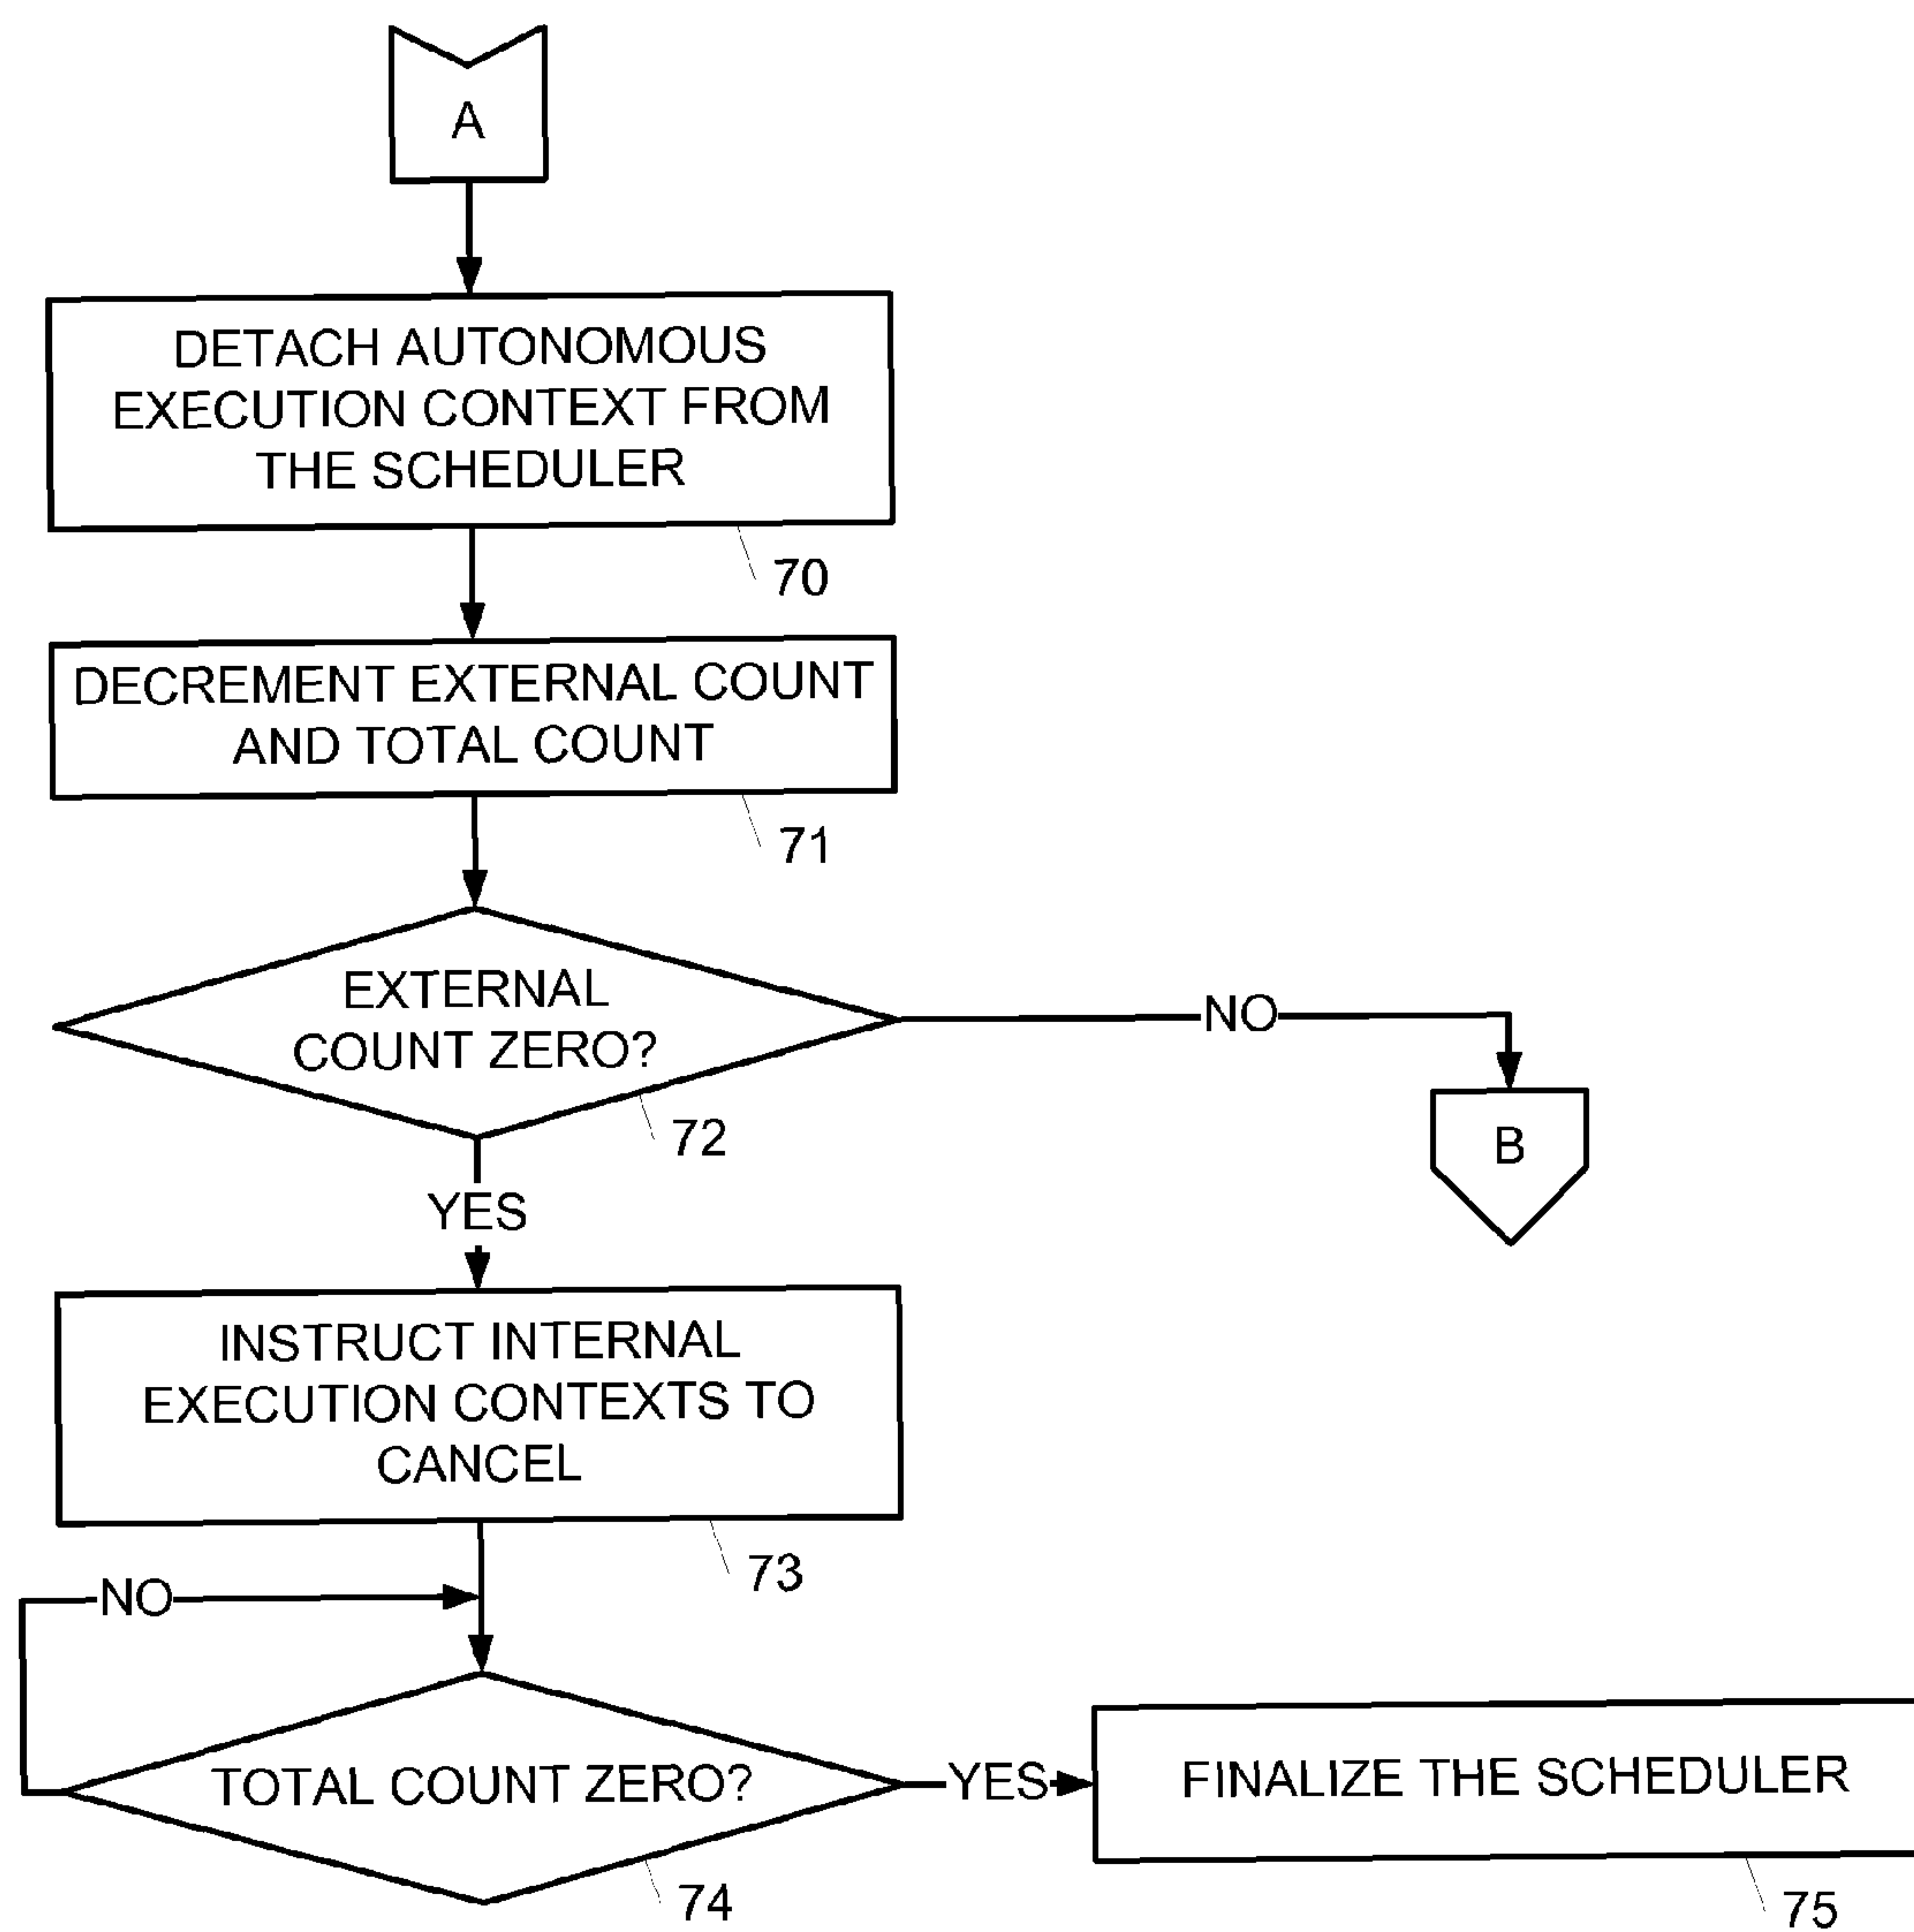 A
DETACH AUTONOMOUS
EXECUTION CONTEXT FROM
THE SCHEDULER
70
DECREMENT EXTERNAL COUNT
AND TOTAL COUNT
71
EXTERNAL
COUNT ZERO?
72
NO
B
YES
INSTRUCT INTERNAL
EXECUTION CONTEXTS TO
CANCEL
73
NO
TOTAL COUNT ZERO?
74
YES
FINALIZE THE SCHEDULER
75